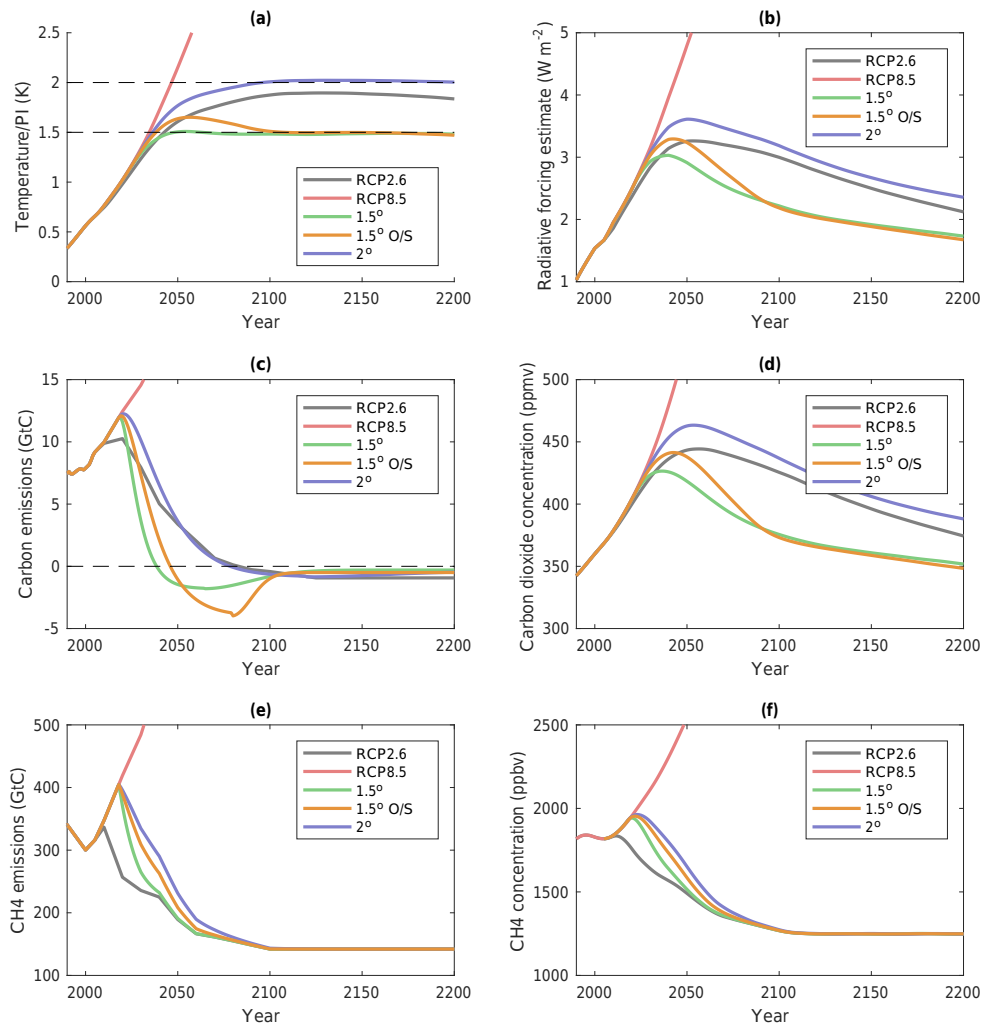 (a)
Temperature/PI (K)
2.5
2
1.5
1
0.5
0
2000 2050 2100 2150 2200
Year
RCP2.6
RCP8.5
1.5°
1.5° O/S
2°
(b)
Radiative forcing estimate (W m⁻²)
5
4
3
2
1
2000 2050 2100 2150 2200
Year
RCP2.6
RCP8.5
1.5°
1.5° O/S
2°
(c)
Carbon emissions (GtC)
15
10
5
0
-5
2000 2050 2100 2150 2200
Year
RCP2.6
RCP8.5
1.5°
1.5° O/S
2°
(d)
Carbon dioxide concentration (ppmv)
500
450
400
350
300
2000 2050 2100 2150 2200
Year
RCP2.6
RCP8.5
1.5°
1.5° O/S
2°
(e)
CH4 emissions (GtC)
500
400
300
200
100
2000 2050 2100 2150 2200
Year
RCP2.6
RCP8.5
1.5°
1.5° O/S
2°
(f)
CH4 concentration (ppbv)
2500
2000
1500
1000
2000 2050 2100 2150 2200
Year
RCP2.6
RCP8.5
1.5°
1.5° O/S
2°